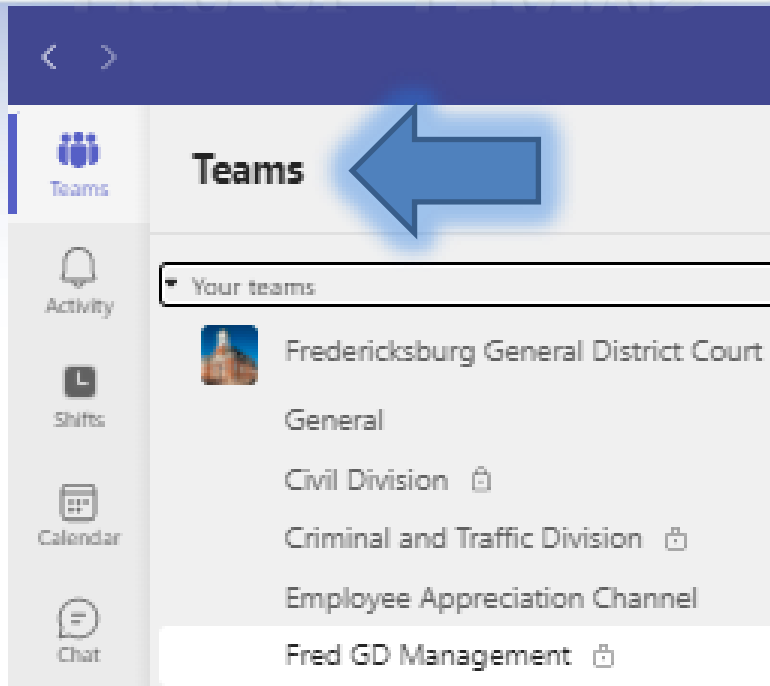 Teams
Teams
Activity
Shifts
Calendar
Chat
Your teams
Fredericksburg General District Court
General
Civil Division
Criminal and Traffic Division
Employee Appreciation Channel
Fred GD Management